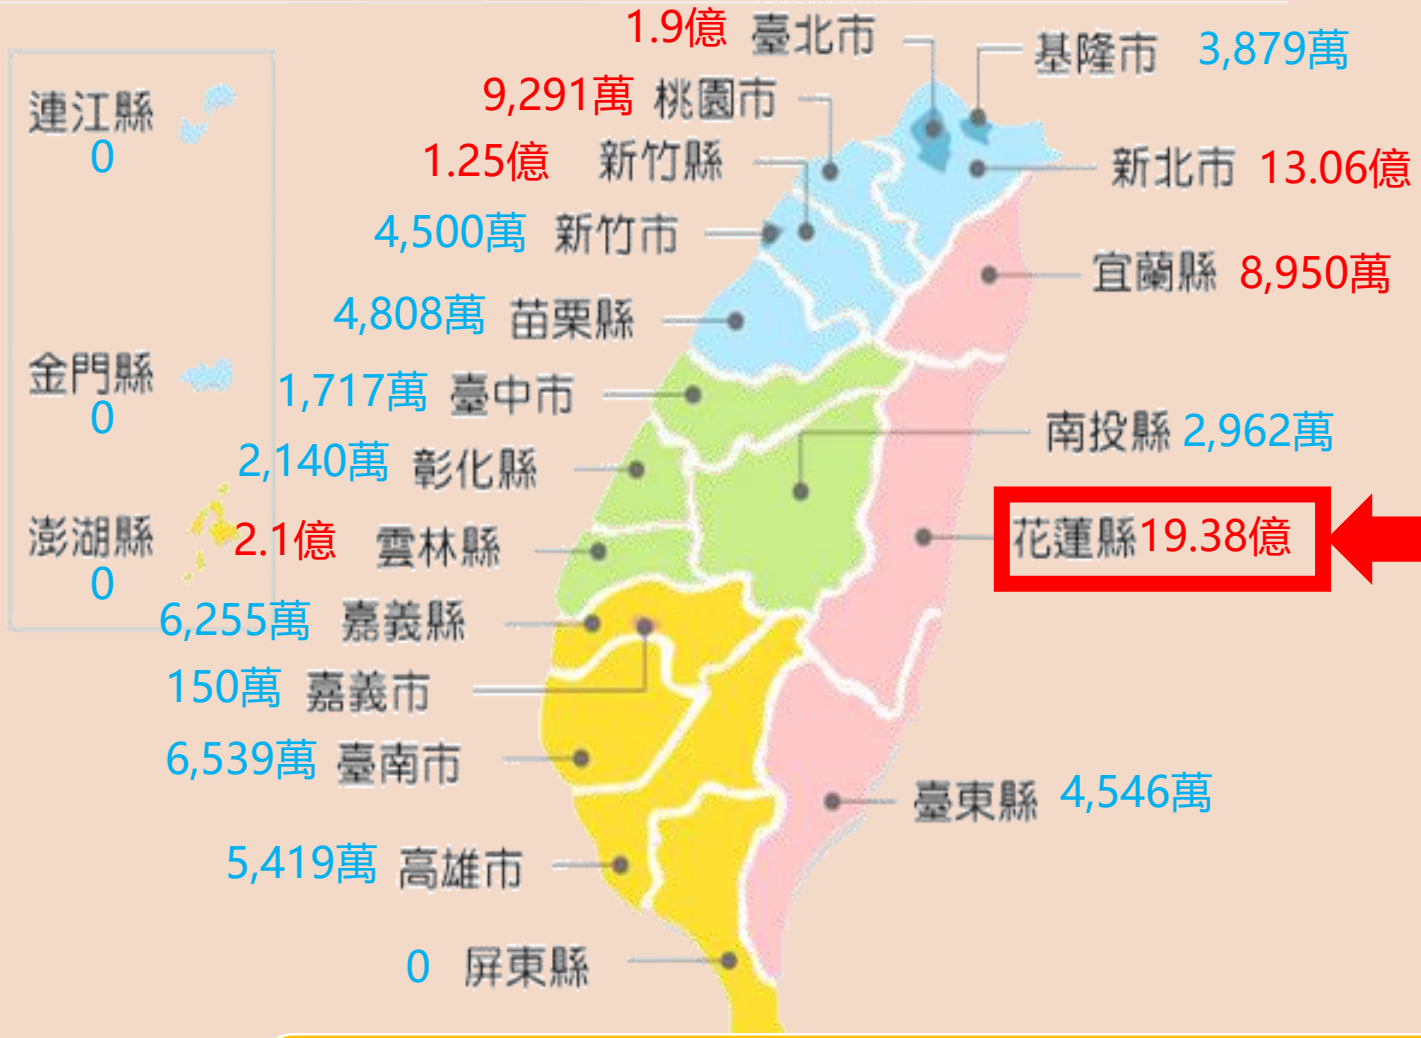 1.9億 臺北市
基隆市 3,879萬
9,291萬 桃園市
連江縣
0
1.25億 新竹縣
新北市 13.06億
4,500萬 新竹市
宜蘭縣 8,950萬
4,808萬 苗栗縣
金門縣
0
1,717萬 臺中市
南投縣 2,962萬
2,140萬 彰化縣
澎湖縣
0
2.1億 雲林縣
花蓮縣 19.38億
6,255萬 嘉義縣
150萬 嘉義市
6,539萬 臺南市
臺東縣 4,546萬
5,419萬 高雄市
0 屏東縣